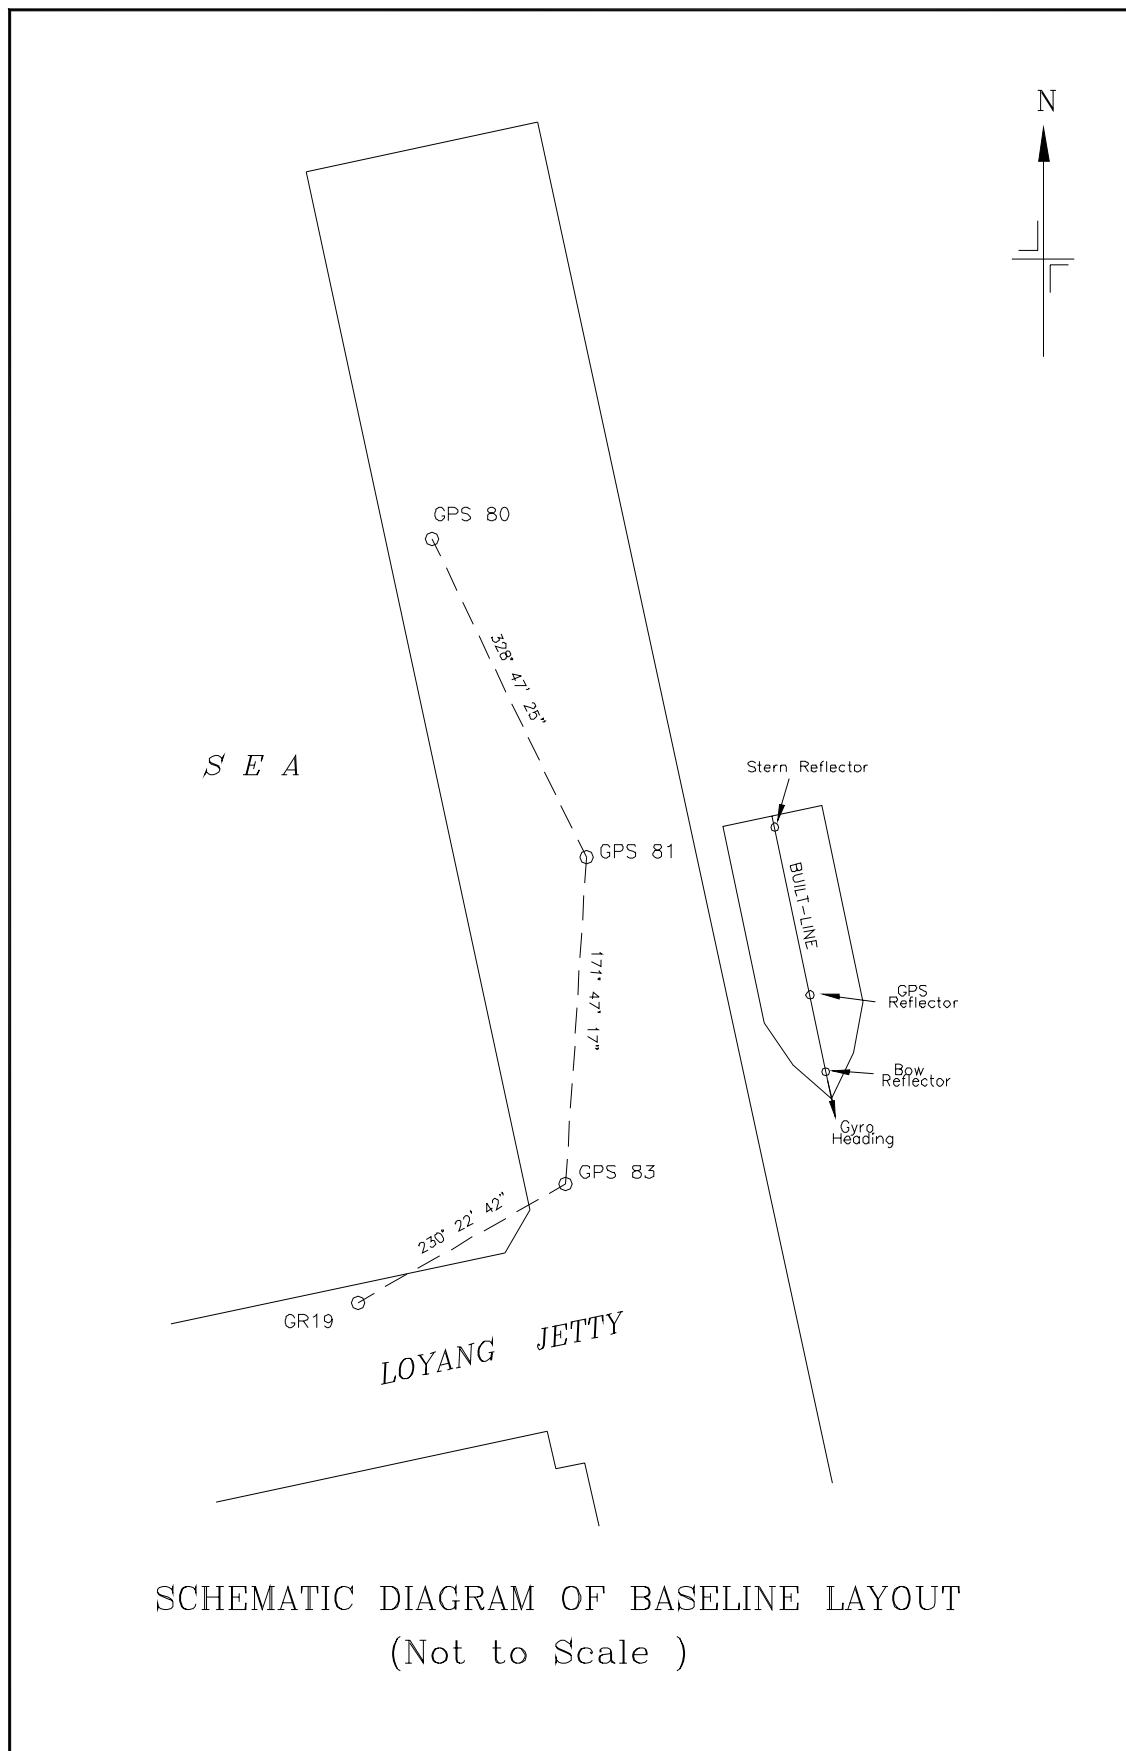 N
GPS 80
328° 47' 25"
S E A
Stern Reflector
GPS 81
BUILT-LINE
171° 47' 17"
GPS
Reflector
Bow
Reflector
Gyro
Heading
GPS 83
230° 22' 42"
GR19
LOYANG JETTY
SCHEMATIC DIAGRAM OF BASELINE LAYOUT
(Not to Scale )